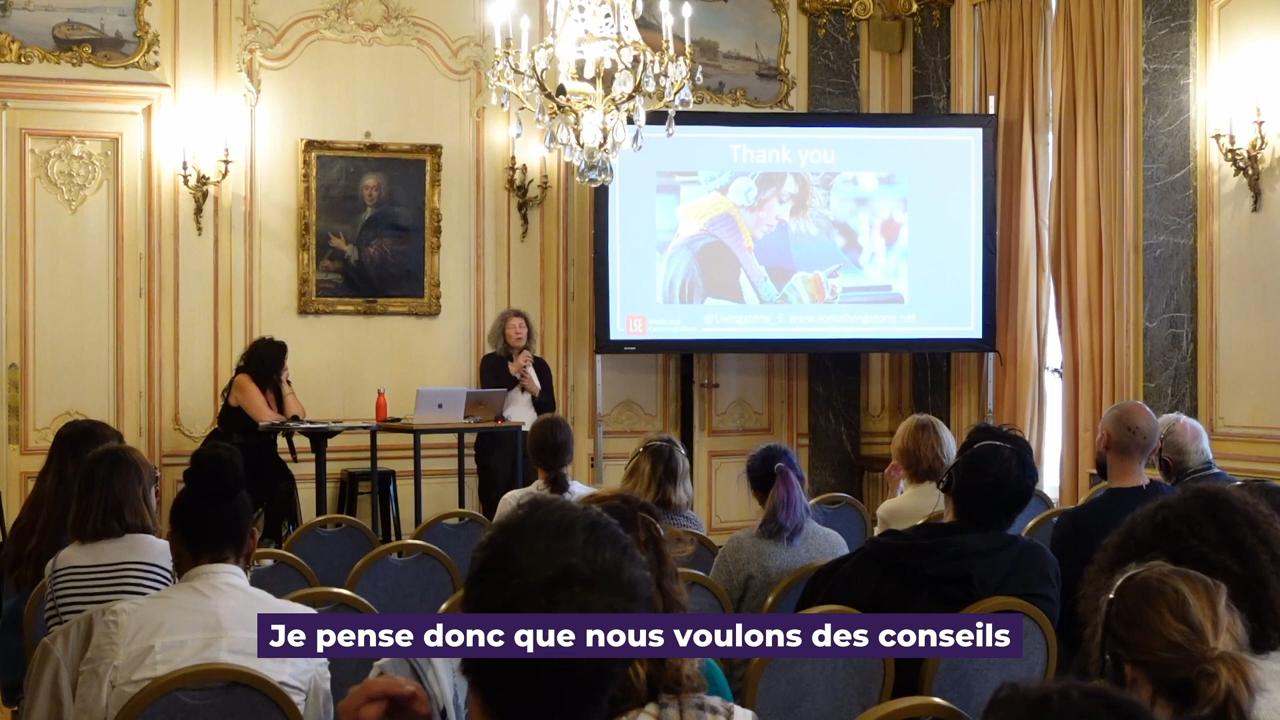 Thank you
LSE
@Livingstone_S www.sonialivingstone.net
Je pense donc que nous voulons des conseils